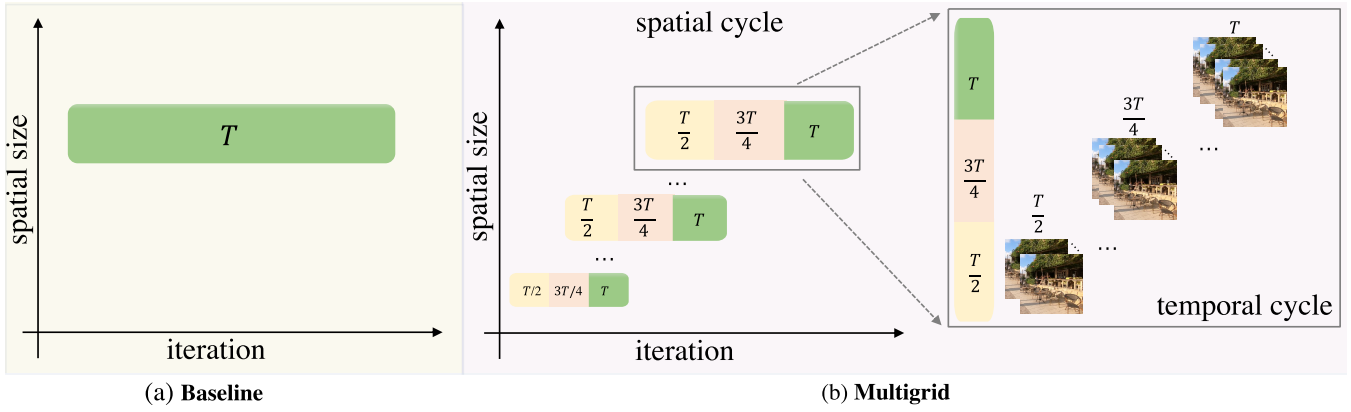 spatial size
T
iteration
(a) Baseline
spatial cycle
spatial size
T/2 3T/4 T
...
T/2 3T/4 T
...
T/2 3T/4 T
iteration
T
3T/4
T/2
T
3T/4
...
T/2
...
temporal cycle
(b) Multigrid